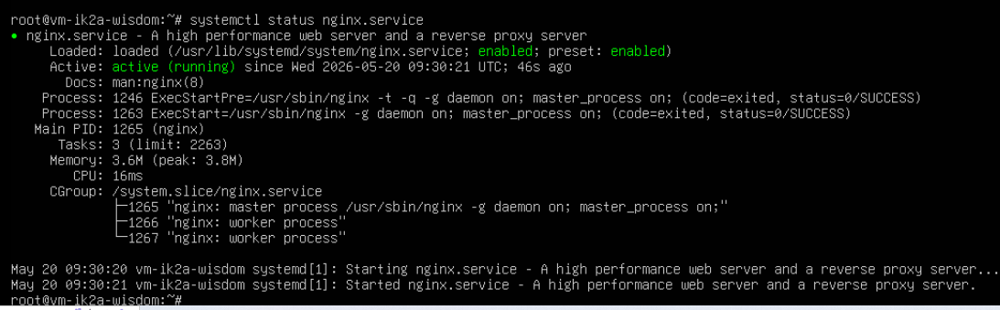 root@vm-ik2a-wisdom:~# systemctl status nginx.service
● nginx.service - A high performance web server and a reverse proxy server
Loaded: loaded (/usr/lib/systemd/system/nginx.service; enabled; preset: enabled)
Active: active (running) since Wed 2026-05-20 09:30:21 UTC; 46s ago
Docs: man:nginx(8)
Process: 1246 ExecStartPre=/usr/sbin/nginx -t -q -g daemon on; master_process on; (code=exited, status=0/SUCCESS)
Process: 1263 ExecStart=/usr/sbin/nginx -g daemon on; master_process on; (code=exited, status=0/SUCCESS)
Main PID: 1265 (nginx)
Tasks: 3 (limit: 2263)
Memory: 3.6M (peak: 3.8M)
CPU: 16ms
CGroup: /system.slice/nginx.service
├─1265 "nginx: master process /usr/sbin/nginx -g daemon on; master_process on;"
├─1266 "nginx: worker process"
└─1267 "nginx: worker process"
May 20 09:30:20 vm-ik2a-wisdom systemd[1]: Starting nginx.service - A high performance web server and a reverse proxy server...
May 20 09:30:21 vm-ik2a-wisdom systemd[1]: Started nginx.service - A high performance web server and a reverse proxy server.
root@vm-ik2a-wisdom:~#